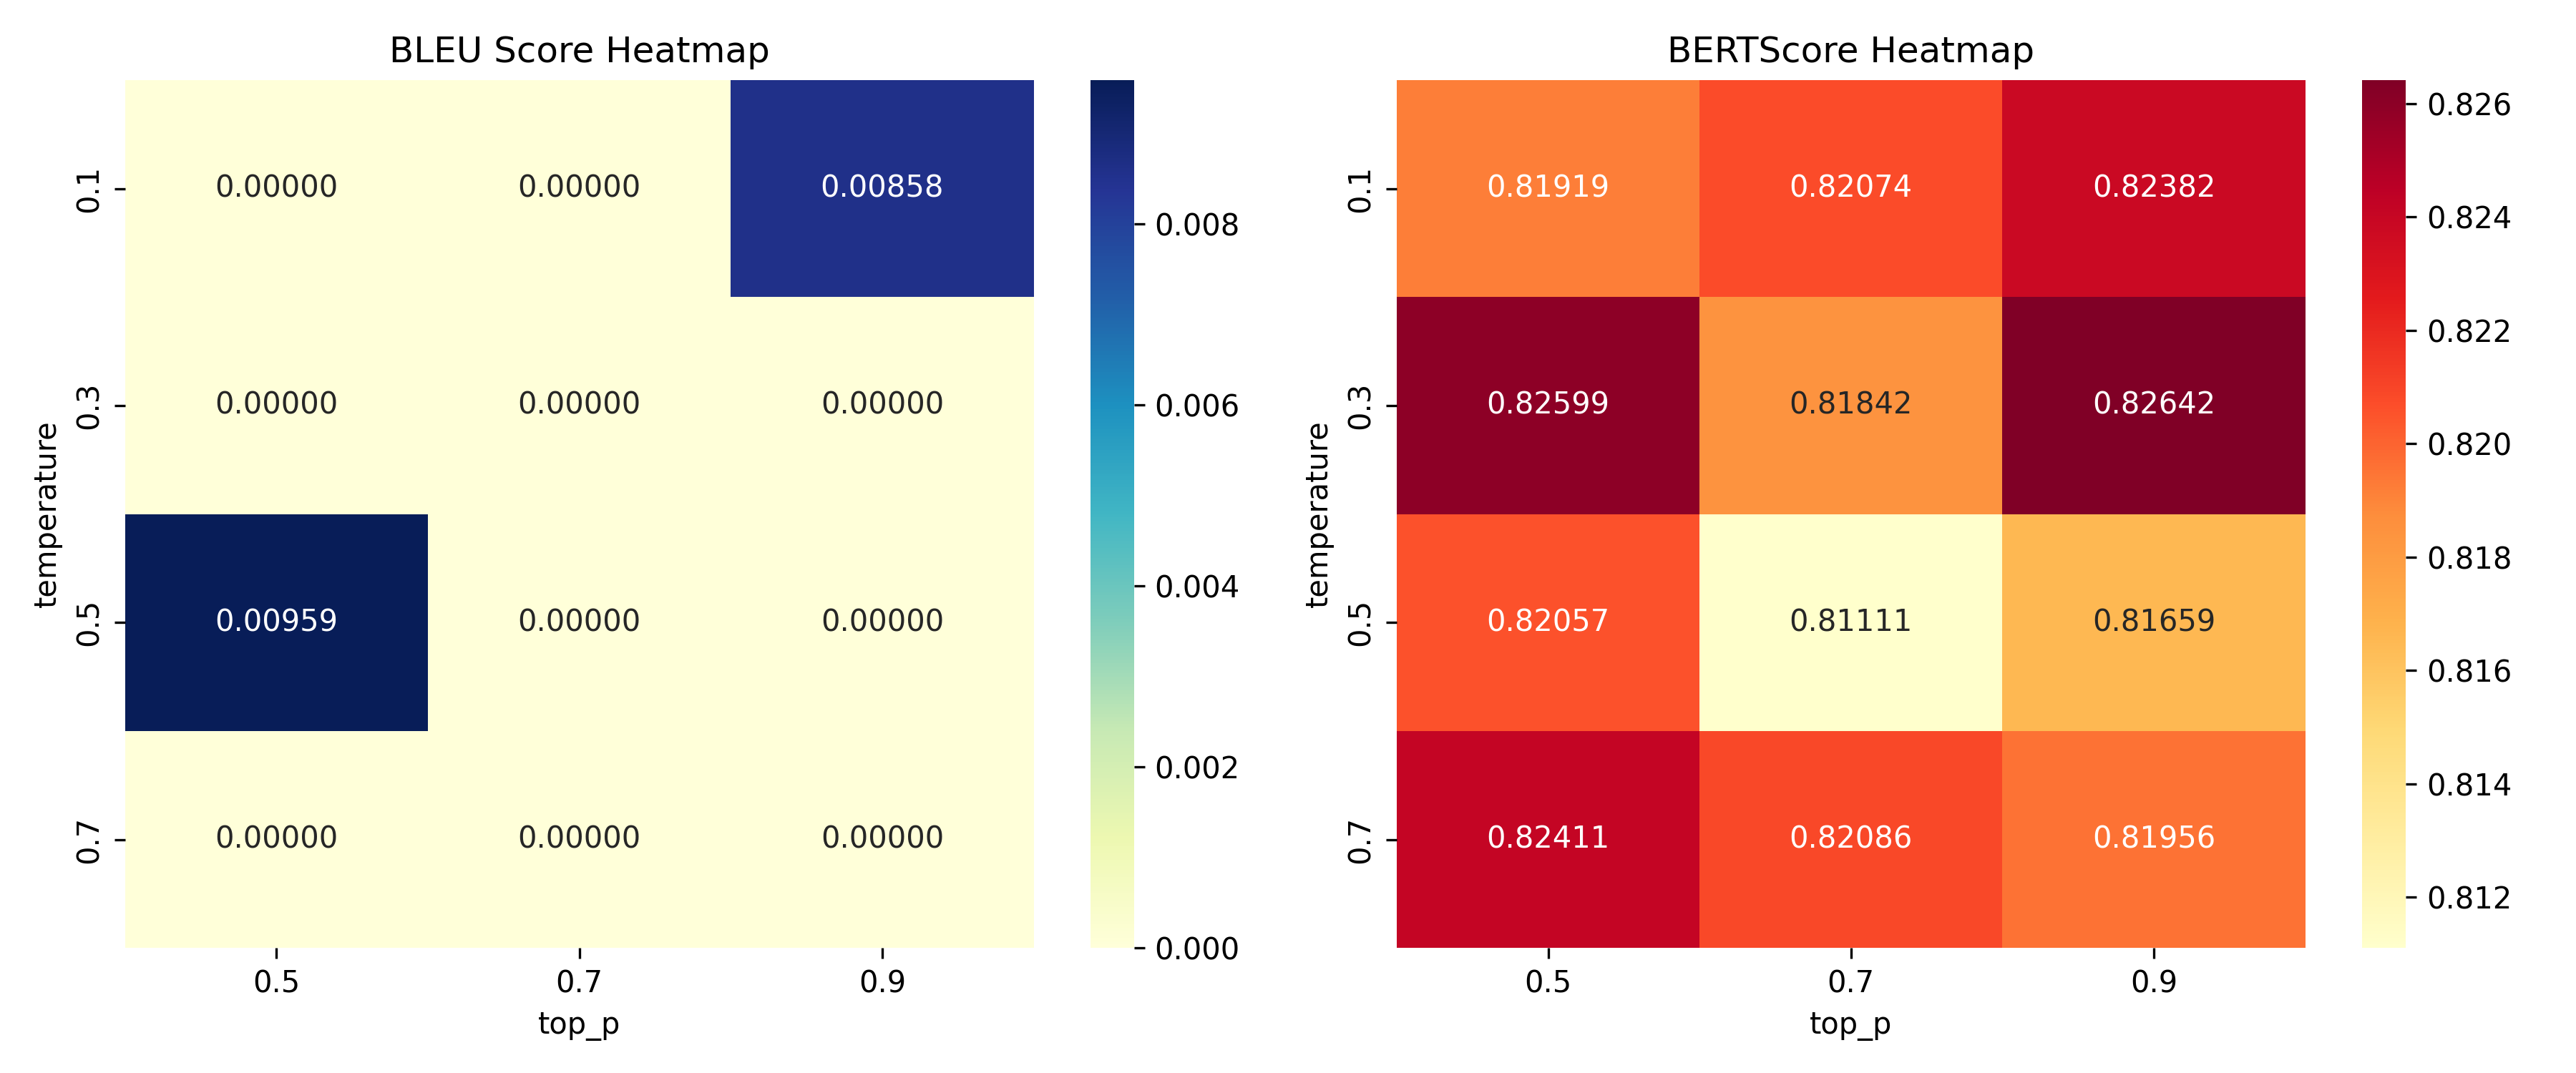 BLEU Score Heatmap
temperature
0.1
0.00000 0.00000 0.00858
0.3
0.00000 0.00000 0.00000
0.5
0.00959 0.00000 0.00000
0.7
0.00000 0.00000 0.00000
0.5 0.7 0.9
top_p
0.008
0.006
0.004
0.002
0.000
BERTScore Heatmap
temperature
0.1
0.81919 0.82074 0.82382
0.3
0.82599 0.81842 0.82642
0.5
0.82057 0.81111 0.81659
0.7
0.82411 0.82086 0.81956
0.5 0.7 0.9
top_p
0.826
0.824
0.822
0.820
0.818
0.816
0.814
0.812